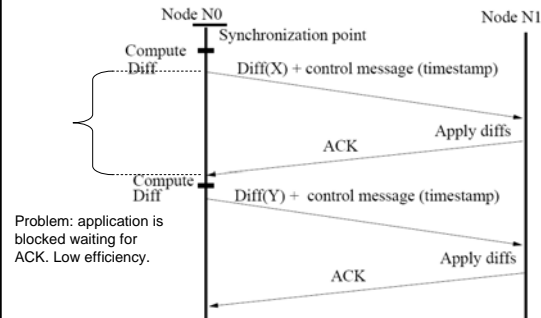 Node N0
Node N1
Synchronization point
Compute
Diff
Diff(X) + control message (timestamp)
Apply diffs
ACK
Compute
Diff
Diff(Y) + control message (timestamp)
Problem: application is
blocked waiting for
ACK. Low efficiency.
Apply diffs
ACK